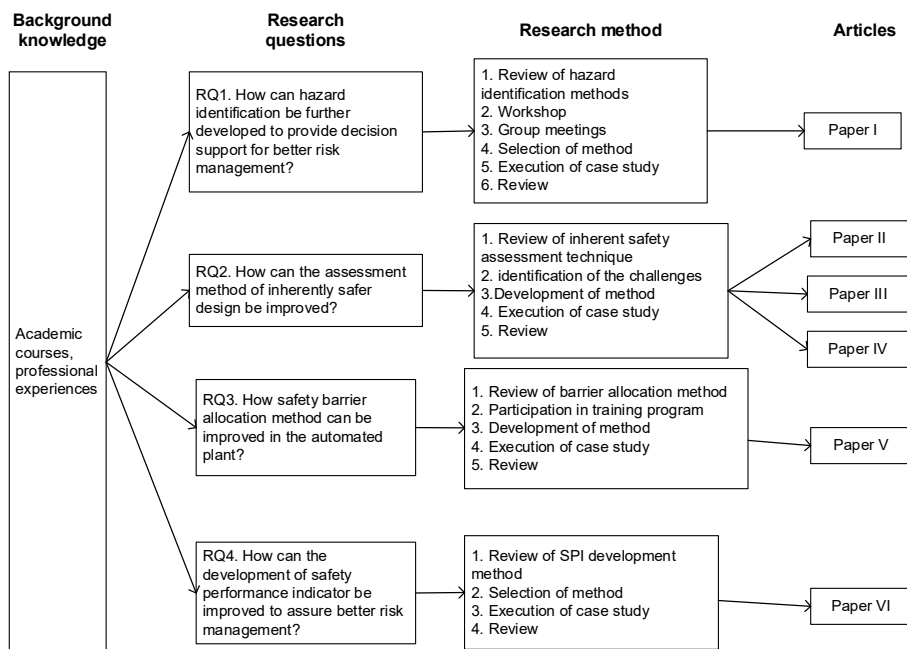 Background
knowledge
Research
questions
Research method
Articles
Academic
courses,
professional
experiences
RQ1. How can hazard
identification be further
developed to provide decision
support for better risk
management?
1. Review of hazard
identification methods
2. Workshop
3. Group meetings
4. Selection of method
5. Execution of case study
6. Review
Paper I
RQ2. How can the assessment
method of inherently safer
design be improved?
1. Review of inherent safety
assessment technique
2. identification of the challenges
3.Development of method
4. Execution of case study
5. Review
Paper II
Paper III
Paper IV
RQ3. How safety barrier
allocation method can be
improved in the automated
plant?
1. Review of barrier allocation method
2. Participation in training program
3. Development of method
4. Execution of case study
5. Review
Paper V
RQ4. How can the
development of safety
performance indicator be
improved to assure better risk
management?
1. Review of SPI development
method
2. Selection of method
3. Execution of case study
4. Review
Paper VI